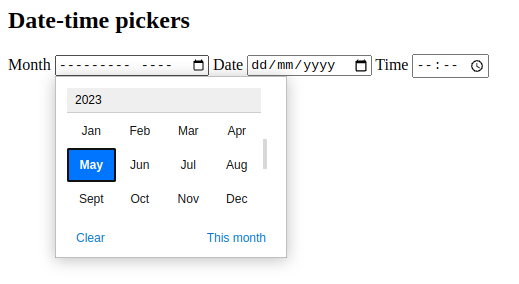 Date-time pickers
Month --------- ---- Date dd/mm/yyyy Time --:--
2023
Jan Feb Mar Apr
May Jun Jul Aug
Sept Oct Nov Dec
Clear This month